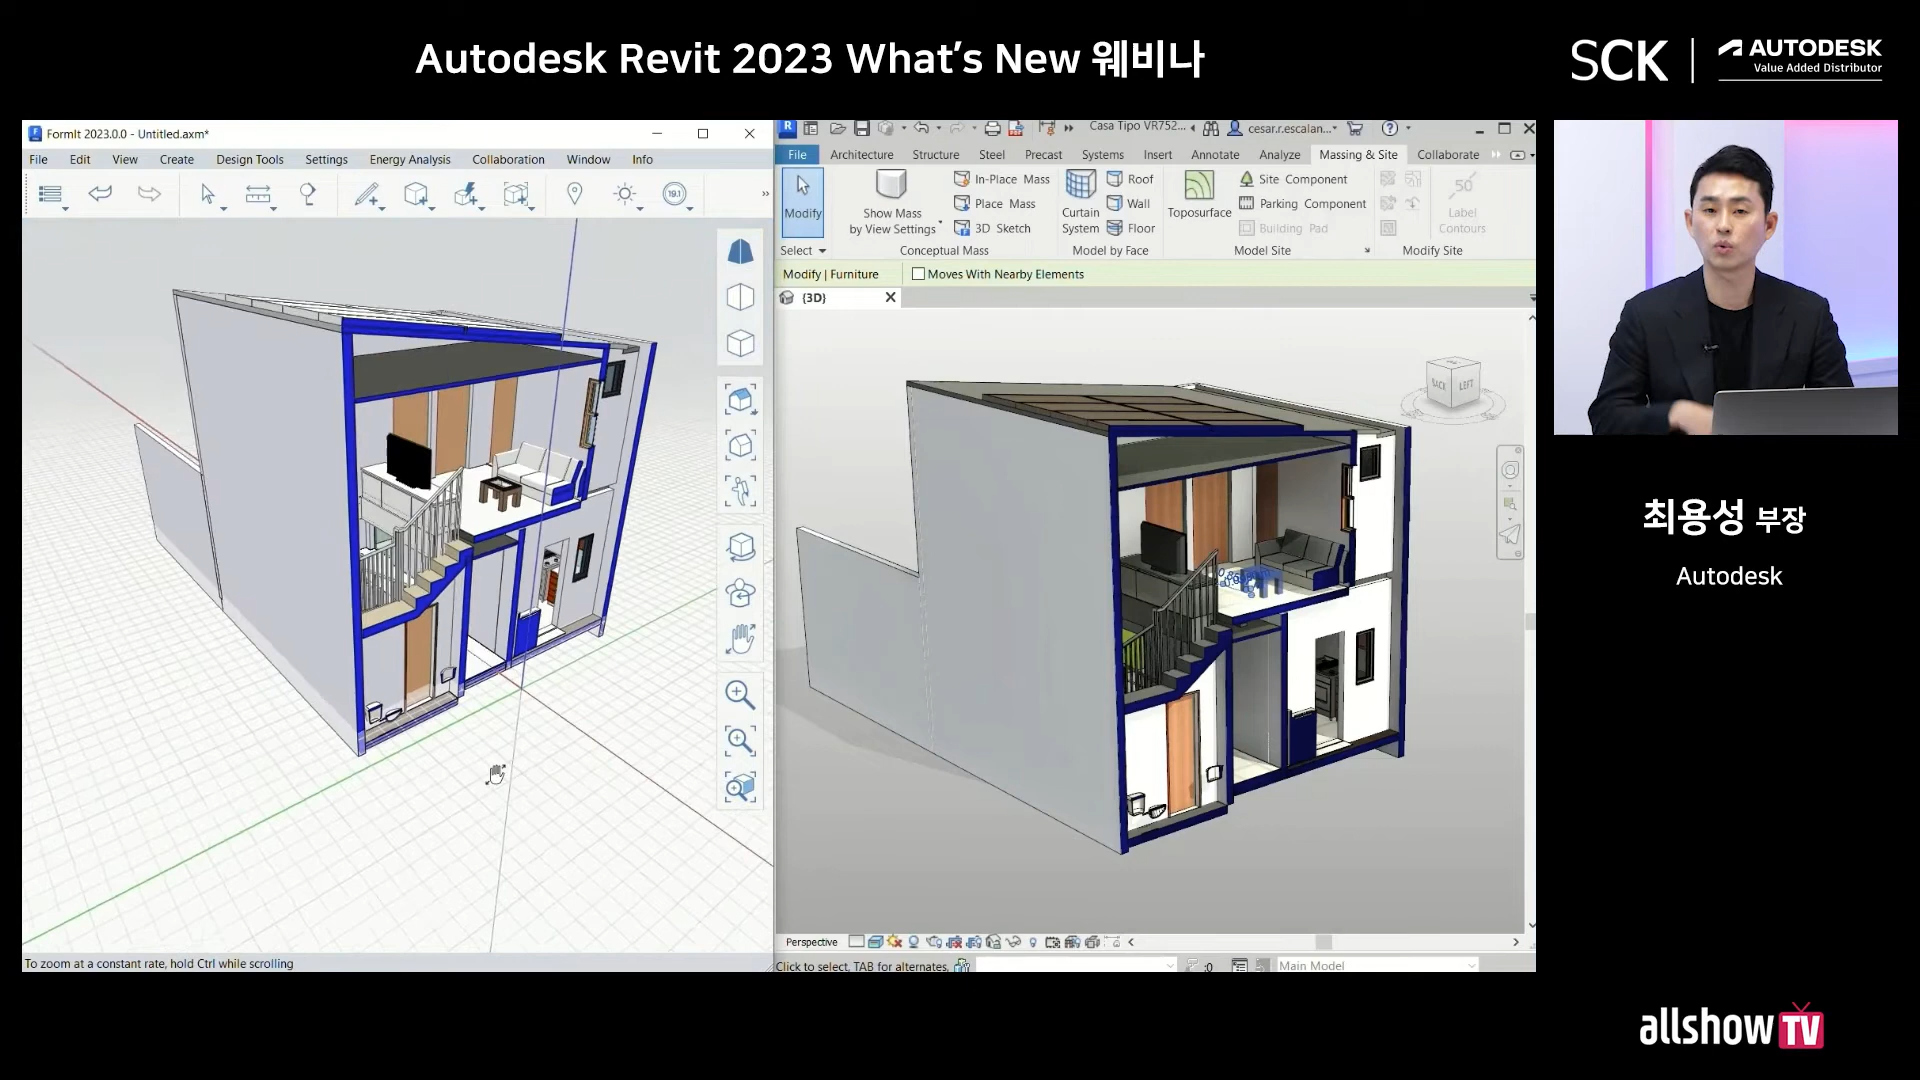 Autodesk Revit 2023 What's New 웨비나
SCK
AUTODESK
Value Added Distributor
FormIt 2023.0.0 - Untitled.axm*
File Edit View Create Design Tools Settings Energy Analysis Collaboration Window Info
19.1
To zoom at a constant rate, hold Ctrl while scrolling
Casa Tipo VR752... cesar.r.escalan...
File Architecture Structure Steel Precast Systems Insert Annotate Analyze Massing & Site Collaborate
Modify
Select
Show Mass
by View Settings
In-Place Mass
Place Mass
3D Sketch
Conceptual Mass
Curtain
System
Roof
Wall
Floor
Model by Face
Toposurface
Site Component
Parking Component
Building Pad
Model Site
50
Label
Contours
Modify Site
Modify | Furniture
Moves With Nearby Elements
{3D}
BACK LEFT
Perspective
Click to select, TAB for alternates,
:0
Main Model
최용성 부장
Autodesk
allshow TV